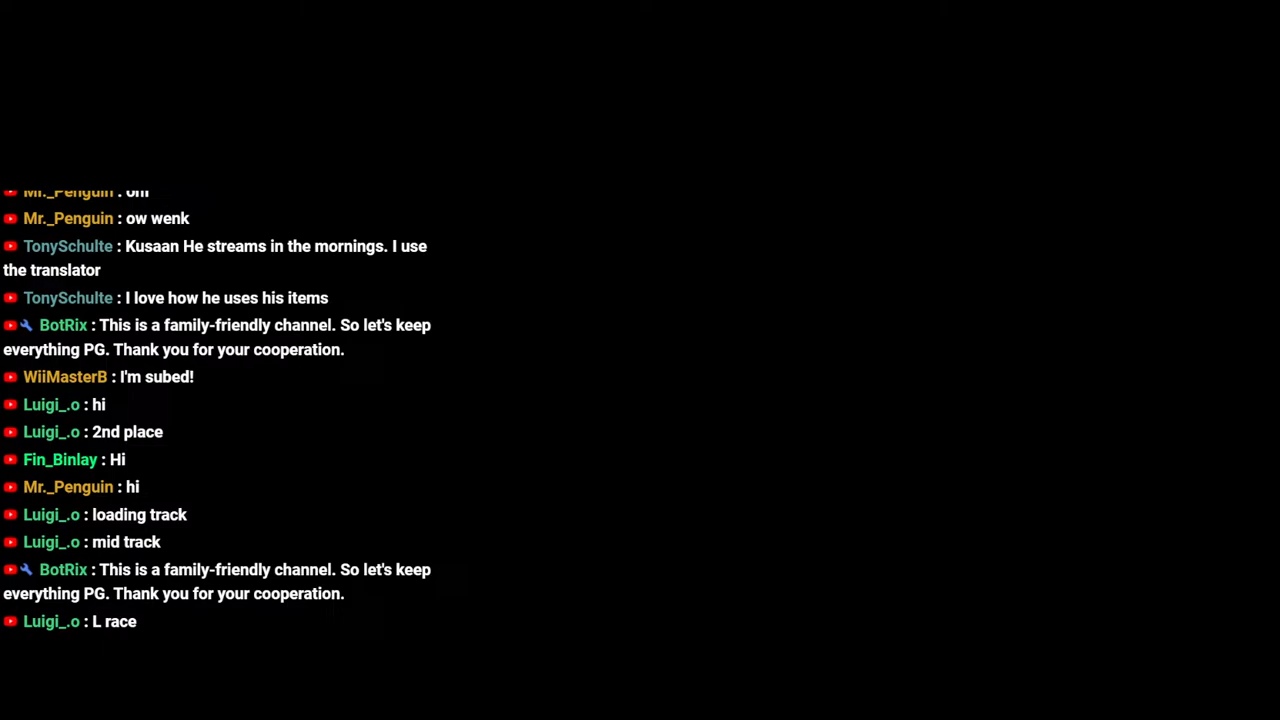 Mr._Penguin :
Mr._Penguin : ow wenk
TonySchulte : Kusaan He streams in the mornings. I use
the translator
TonySchulte : I love how he uses his items
BotRix : This is a family-friendly channel. So let's keep
everything PG. Thank you for your cooperation.
WiiMasterB : I'm subed!
Luigi_.o : hi
Luigi_.o : 2nd place
Fin_Binlay : Hi
Mr._Penguin : hi
Luigi_.o : loading track
Luigi_.o : mid track
BotRix : This is a family-friendly channel. So let's keep
everything PG. Thank you for your cooperation.
Luigi_.o : L race